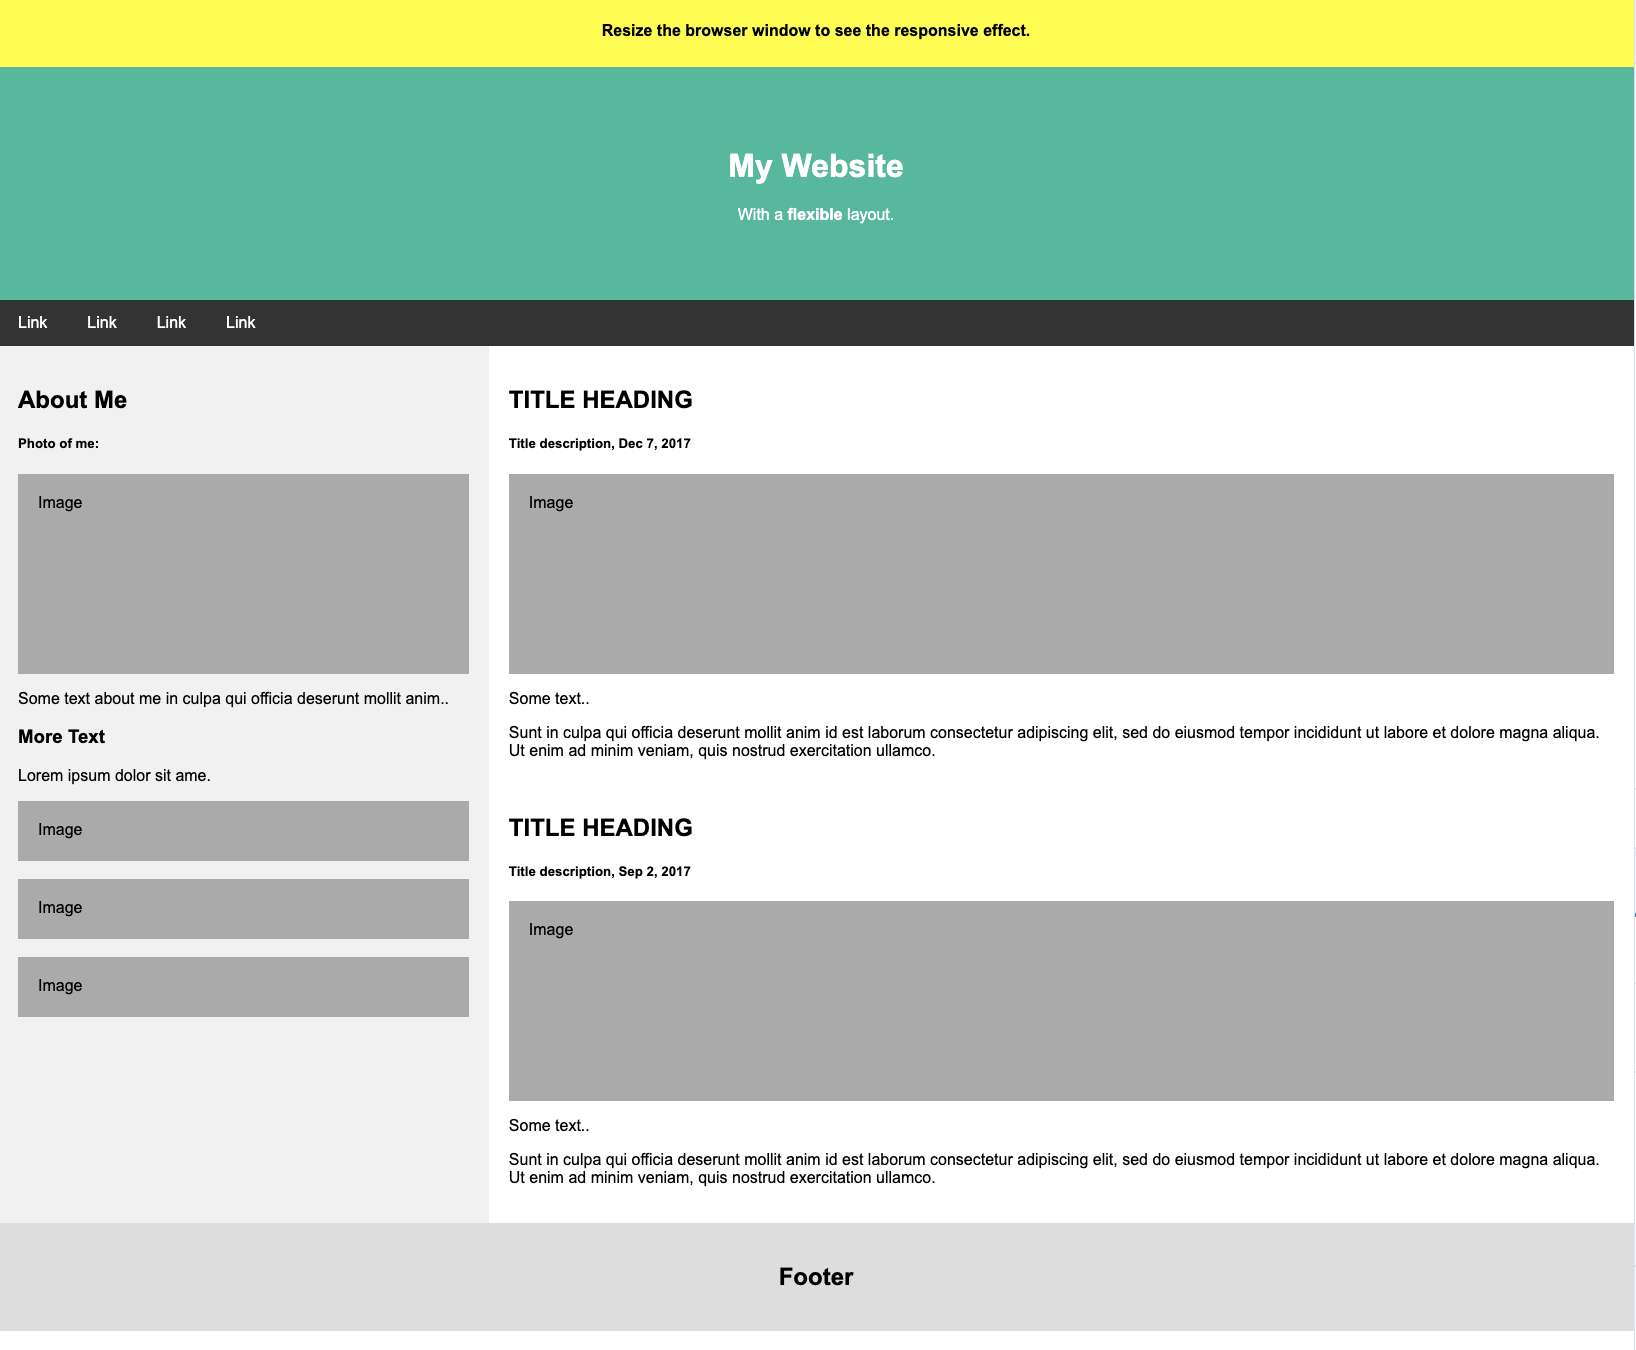 Resize the browser window to see the responsive effect.
My Website
With a flexible layout.
Link Link Link Link
About Me
Photo of me:
Image
Some text about me in culpa qui officia deserunt mollit anim..
More Text
Lorem ipsum dolor sit ame.
Image
Image
Image
TITLE HEADING
Title description, Dec 7, 2017
Image
Some text..
Sunt in culpa qui officia deserunt mollit anim id est laborum consectetur adipiscing elit, sed do eiusmod tempor incididunt ut labore et dolore magna aliqua.
Ut enim ad minim veniam, quis nostrud exercitation ullamco.
TITLE HEADING
Title description, Sep 2, 2017
Image
Some text..
Sunt in culpa qui officia deserunt mollit anim id est laborum consectetur adipiscing elit, sed do eiusmod tempor incididunt ut labore et dolore magna aliqua.
Ut enim ad minim veniam, quis nostrud exercitation ullamco.
Footer